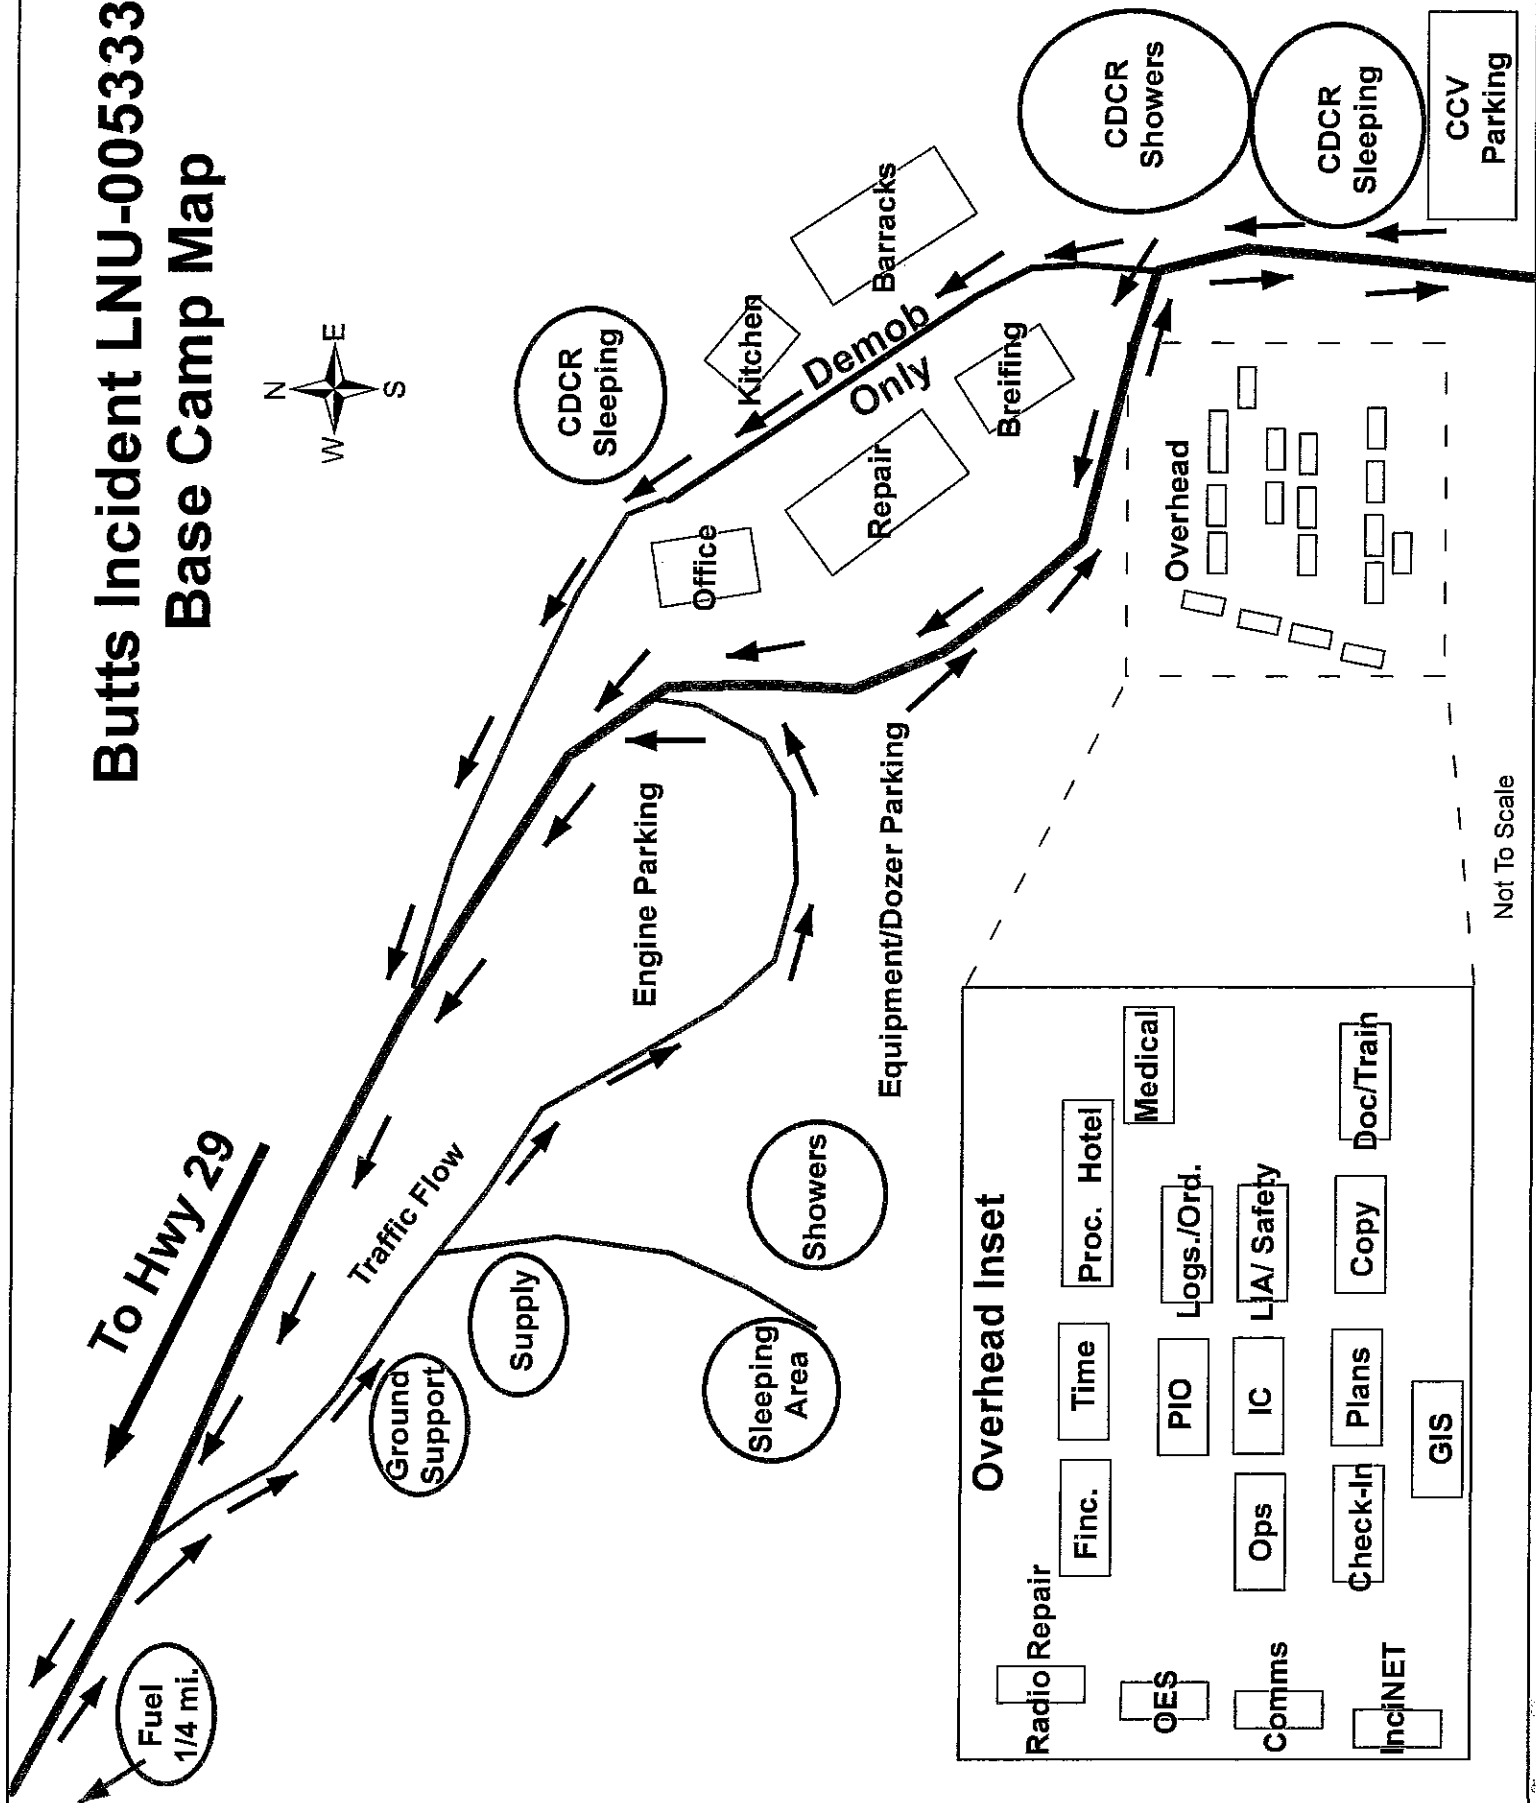 Butts Incident LNU-005333
Base Camp Map
N
W
E
S
To Hwy 29
Fuel
1/4 mi.
Traffic Flow
Ground
Support
Supply
Sleeping
Area
Showers
Engine Parking
Equipment/Dozer Parking
CDCR
Sleeping
Office
Kitchen
Repair
Demob
Only
Barracks
Breifing
CDCR
Showers
CDCR
Sleeping
CCV
Parking
Overhead
Overhead Inset
Radio Repair
Finc.
Time
Proc.
Hotel
Medical
OES
PIO
Logs./Ord.
Comms
Ops
IC
LIA/ Safety
InciNET
Check-In
Plans
Copy
Doc/Train
GIS
Not To Scale